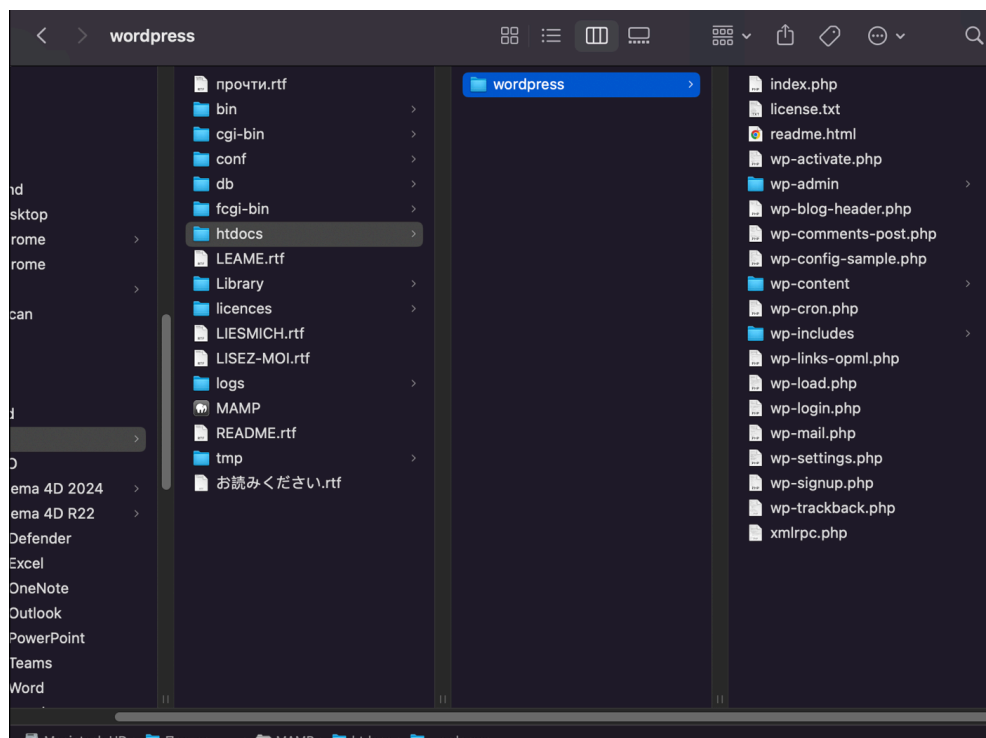 wordpress
sktop
rome
rome
can
ema 4D 2024
ema 4D R22
Defender
Excel
OneNote
Outlook
PowerPoint
Teams
Word
прочти.rtf
bin
cgi-bin
conf
db
fcgi-bin
htdocs
LEAME.rtf
Library
licences
LIESMICH.rtf
LISEZ-MOI.rtf
logs
MAMP
README.rtf
tmp
お読みください.rtf
wordpress
index.php
license.txt
readme.html
wp-activate.php
wp-admin
wp-blog-header.php
wp-comments-post.php
wp-config-sample.php
wp-content
wp-cron.php
wp-includes
wp-links-opml.php
wp-load.php
wp-login.php
wp-mail.php
wp-settings.php
wp-signup.php
wp-trackback.php
xmlrpc.php